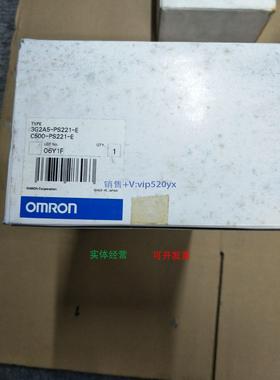 TYPE
3G2A5-PS221-E
C500-PS221-E
LOT No. QTY.
06Y1F 1
OMRON Corporation MADE IN JAPAN
销售+V:vip520yx
OMRON
实体经营 可开发票